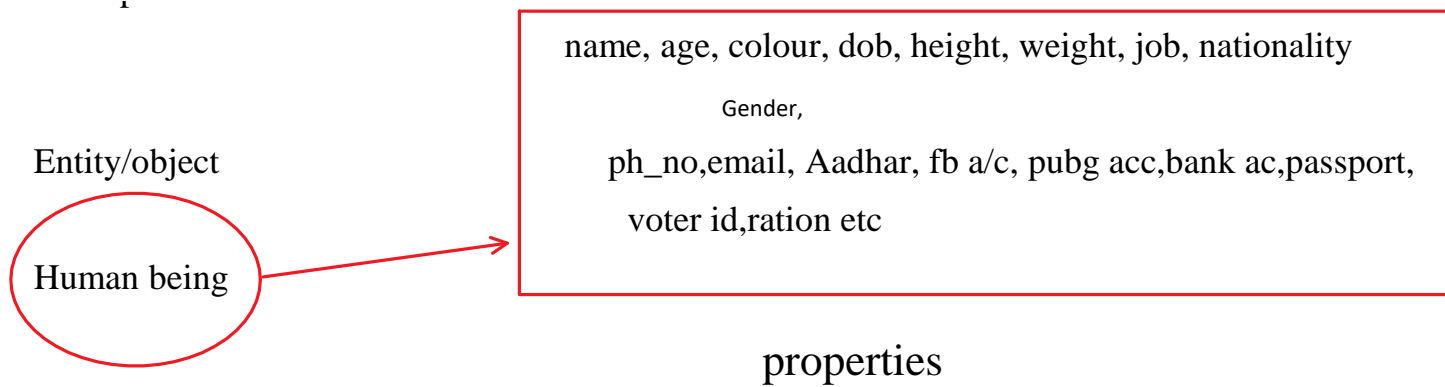 name, age, colour, dob, height, weight, job, nationality
Gender,
Entity/object
ph_no,email, Aadhar, fb a/c, pubg acc,bank ac,passport,
voter id,ration etc
Human being
properties